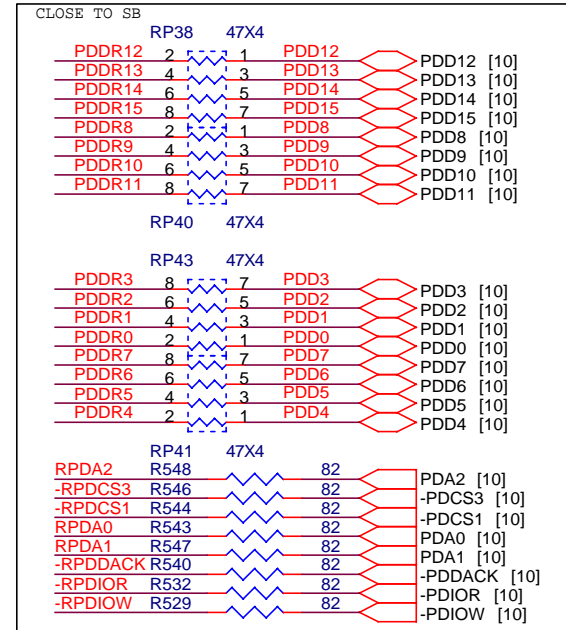 CLOSE TO SB
RP38 47X4
PDDR12 2 1 PDD12 PDD12 [10]
PDDR13 4 3 PDD13 PDD13 [10]
PDDR14 6 5 PDD14 PDD14 [10]
PDDR15 8 7 PDD15 PDD15 [10]
PDDR8 2 1 PDD8 PDD8 [10]
PDDR9 4 3 PDD9 PDD9 [10]
PDDR10 6 5 PDD10 PDD10 [10]
PDDR11 8 7 PDD11 PDD11 [10]
RP40 47X4
RP43 47X4
PDDR3 8 7 PDD3 PDD3 [10]
PDDR2 6 5 PDD2 PDD2 [10]
PDDR1 4 3 PDD1 PDD1 [10]
PDDR0 2 1 PDD0 PDD0 [10]
PDDR7 8 7 PDD7 PDD7 [10]
PDDR6 6 5 PDD6 PDD6 [10]
PDDR5 4 3 PDD5 PDD5 [10]
PDDR4 2 1 PDD4 PDD4 [10]
RP41 47X4
RPDA2 R548 82 PDA2 [10]
-RPDCS3 R546 82 -PDCS3 [10]
-RPDCS1 R544 82 -PDCS1 [10]
RPDA0 R543 82 PDA0 [10]
RPDA1 R547 82 PDA1 [10]
-RPDDACK R540 82 -PDDACK [10]
-RPDIOR R532 82 -PDIOR [10]
-RPDIOW R529 82 -PDIOW [10]